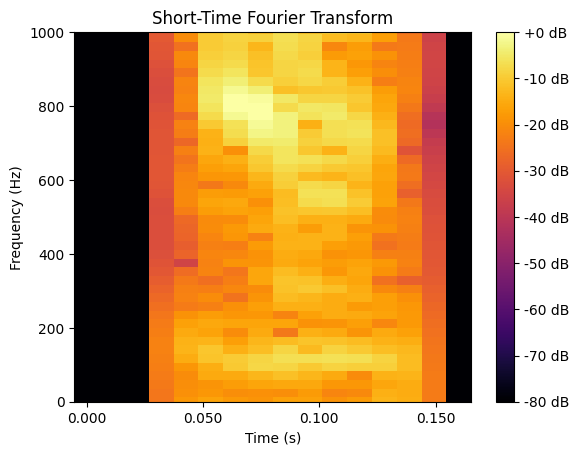 Short-Time Fourier Transform
1000
800
600
400
200
0
Frequency (Hz)
0.000
0.050
0.100
0.150
Time (s)
+0 dB
-10 dB
-20 dB
-30 dB
-40 dB
-50 dB
-60 dB
-70 dB
-80 dB